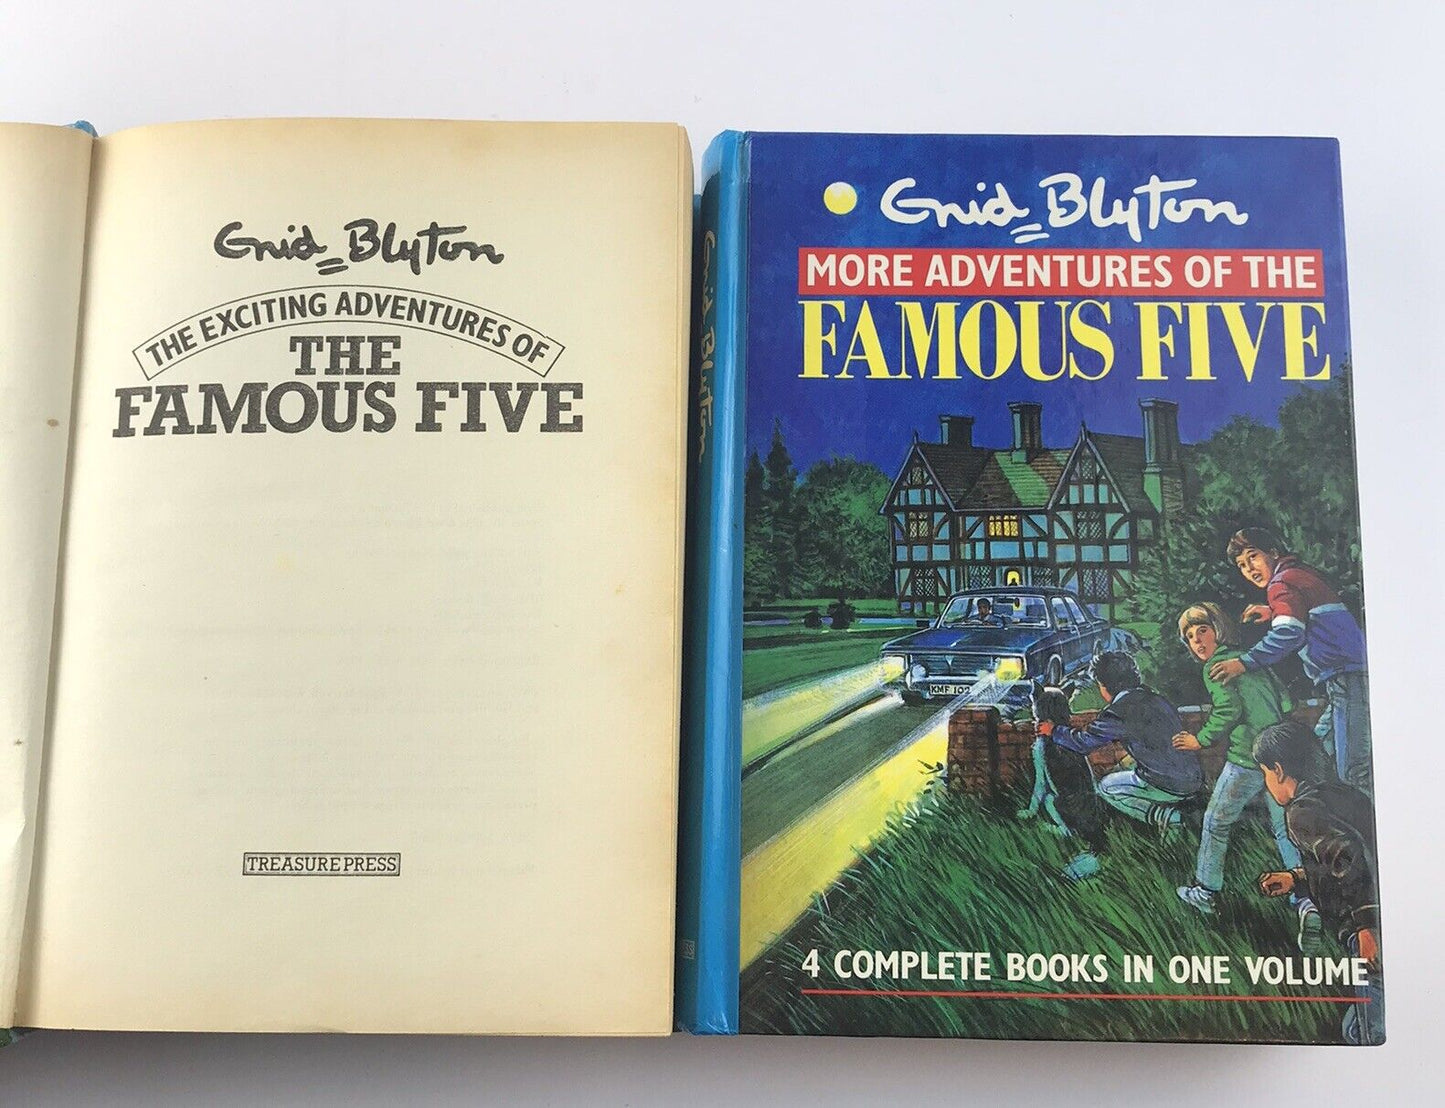 Enid Blyton
THE EXCITING ADVENTURES OF
THE
FAMOUS FIVE
TREASURE PRESS
Enid Blyton
Enid Blyton
MORE ADVENTURES OF THE
FAMOUS FIVE
KMF 102
4 COMPLETE BOOKS IN ONE VOLUME